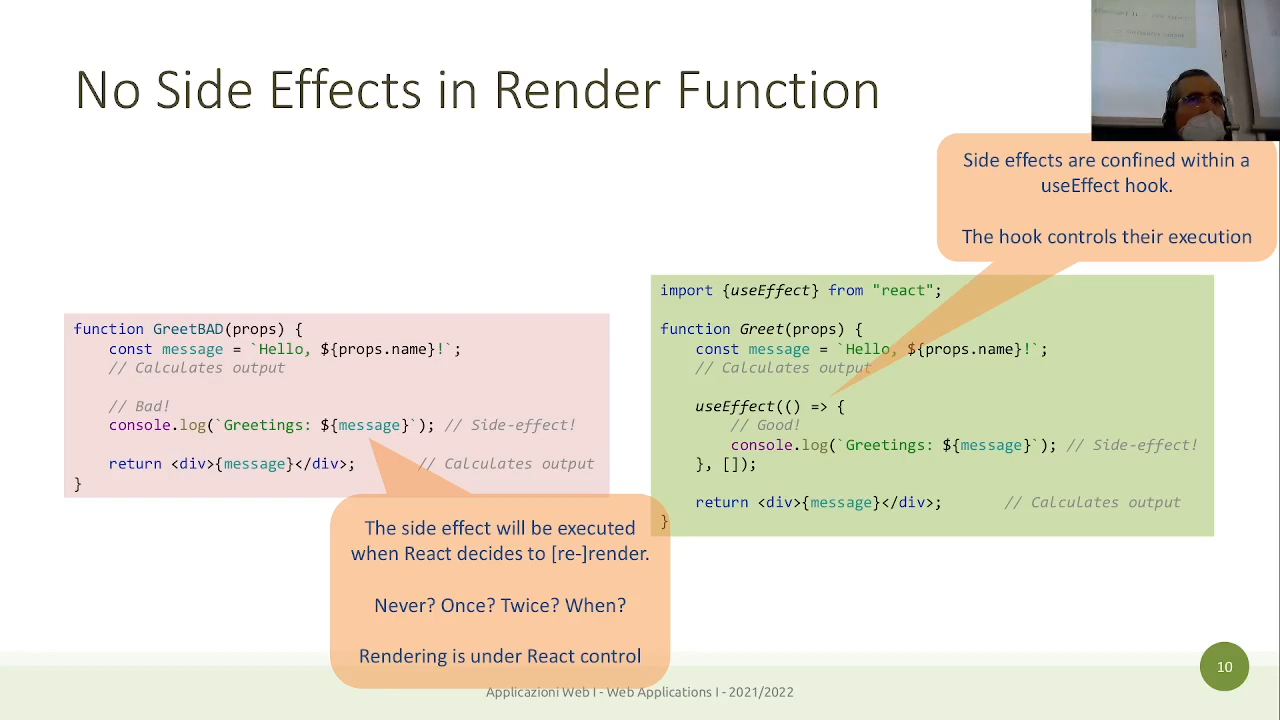 No Side Effects in Render Function
Side effects are confined within a
useEffect hook.
The hook controls their execution
function GreetBAD(props) {
const message = `Hello, ${props.name}!`;
// Calculates output
// Bad!
console.log(`Greetings: ${message}`); // Side-effect!
return <div>{message}</div>; // Calculates output
}
The side effect will be executed
when React decides to [re-]render.
Never? Once? Twice? When?
Rendering is under React control
import {useEffect} from "react";
function Greet(props) {
const message = `Hello, ${props.name}!`;
// Calculates output
useEffect(() => {
// Good!
console.log(`Greetings: ${message}`); // Side-effect!
}, []);
return <div>{message}</div>; // Calculates output
}
Applicazioni Web I - Web Applications I - 2021/2022
10